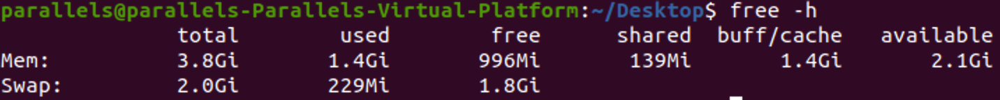 parallels@parallels-Parallels-Virtual-Platform:~/Desktop$ free -h
              total        used        free      shared  buff/cache   available
Mem:          3.8Gi       1.4Gi       996Mi       139Mi       1.4Gi       2.1Gi
Swap:         2.0Gi       229Mi       1.8Gi